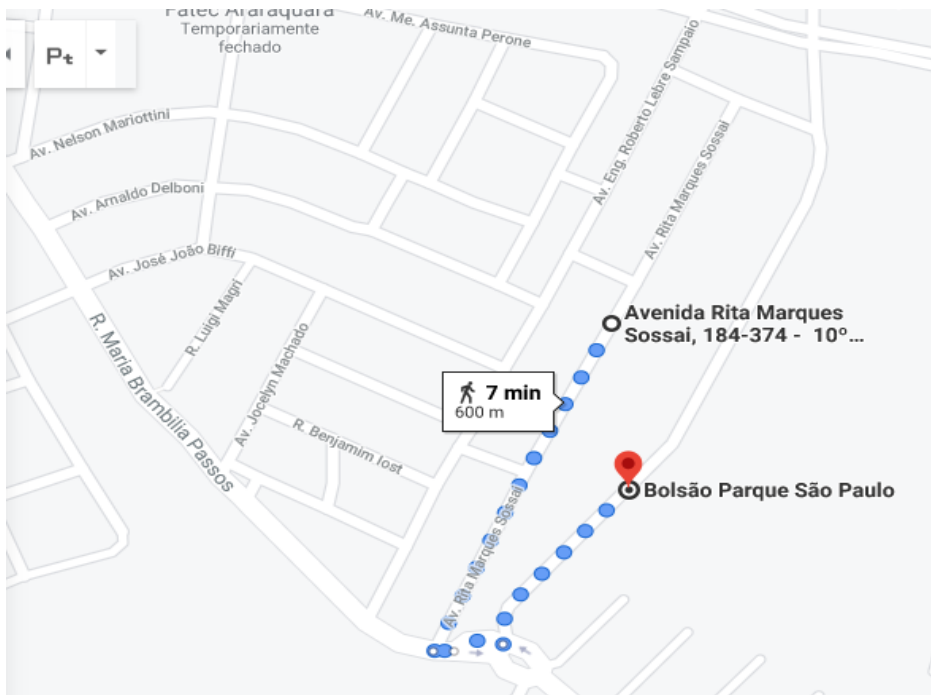 Fatec Araraquara
Temporariamente
fechado
Pt
Av. Me. Assunta Perone
Av. Nelson Mariottini
Av. Eng. Roberto Lebre Sampaio
Av. Rita Marques Sossai
Av. Arnaldo Delboni
Av. José João Biffi
R. Luigi Magri
R. Maria Brambilia Passos
Av. Jocelyn Machado
Avenida Rita Marques
Sossai, 184-374 - 10º...
7 min
600 m
R. Benjamim Iost
Bolsão Parque São Paulo
Av. Rita Marques Sossai